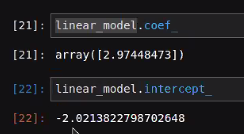 [21]: linear_model.coef_
[21]: array([2.97448473])
[22]: linear_model.intercept_
[22]: -2.0213822798702648